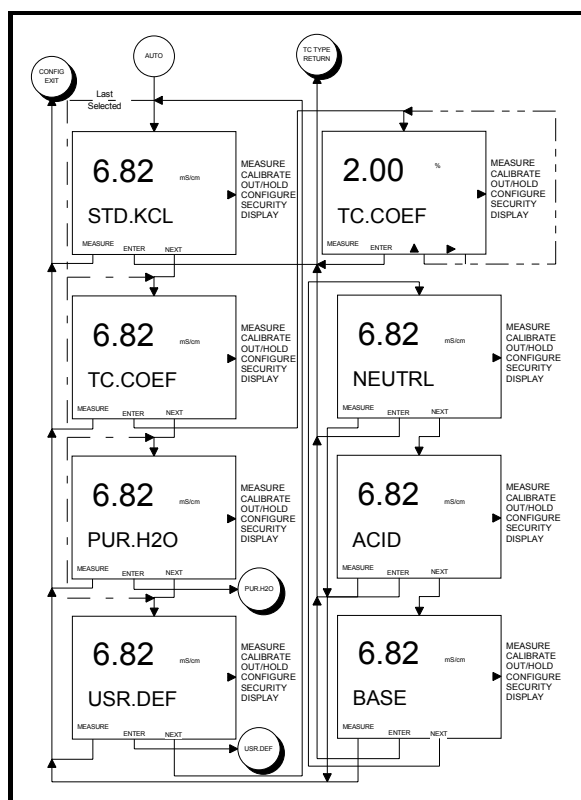 CONFIG
EXIT
AUTO
TC TYPE
RETURN
Last
Selected
6.82 mS/cm
STD.KCL
MEASURE
CALIBRATE
OUT/HOLD
CONFIGURE
SECURITY
DISPLAY
MEASURE ENTER NEXT
2.00 %
TC.COEF
MEASURE
CALIBRATE
OUT/HOLD
CONFIGURE
SECURITY
DISPLAY
MEASURE ENTER
6.82 mS/cm
TC.COEF
MEASURE
CALIBRATE
OUT/HOLD
CONFIGURE
SECURITY
DISPLAY
MEASURE ENTER NEXT
6.82 mS/cm
NEUTRL
MEASURE
CALIBRATE
OUT/HOLD
CONFIGURE
SECURITY
DISPLAY
MEASURE ENTER NEXT
6.82 mS/cm
PUR.H2O
MEASURE
CALIBRATE
OUT/HOLD
CONFIGURE
SECURITY
DISPLAY
MEASURE ENTER NEXT
PUR.H2O
6.82 mS/cm
ACID
MEASURE
CALIBRATE
OUT/HOLD
CONFIGURE
SECURITY
DISPLAY
MEASURE ENTER NEXT
6.82 mS/cm
USR.DEF
MEASURE
CALIBRATE
OUT/HOLD
CONFIGURE
SECURITY
DISPLAY
MEASURE ENTER NEXT
USR.DEF
6.82 mS/cm
BASE
MEASURE
CALIBRATE
OUT/HOLD
CONFIGURE
SECURITY
DISPLAY
MEASURE ENTER NEXT